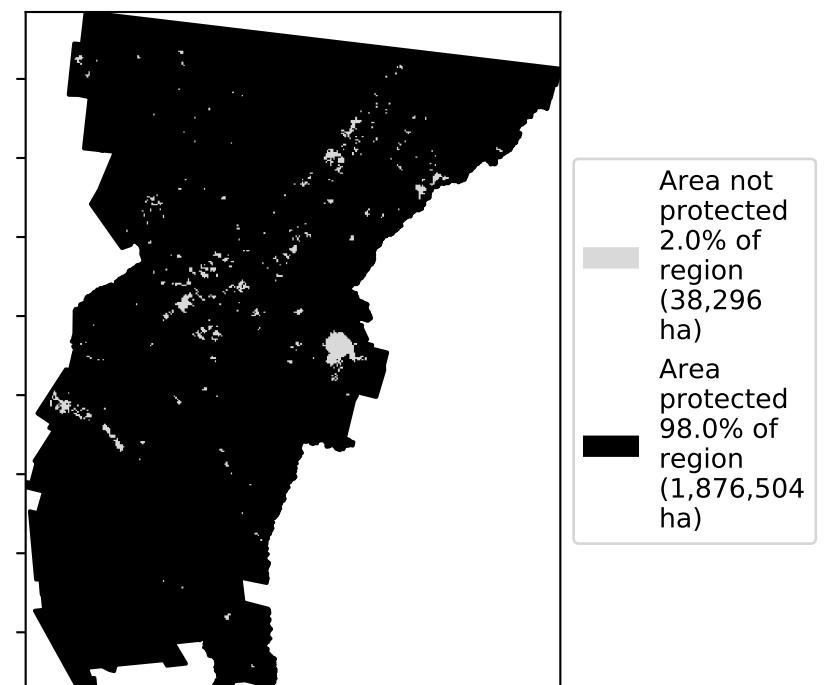 Area not
protected
2.0% of
region
(38,296
ha)
Area
protected
98.0% of
region
(1,876,504
ha)